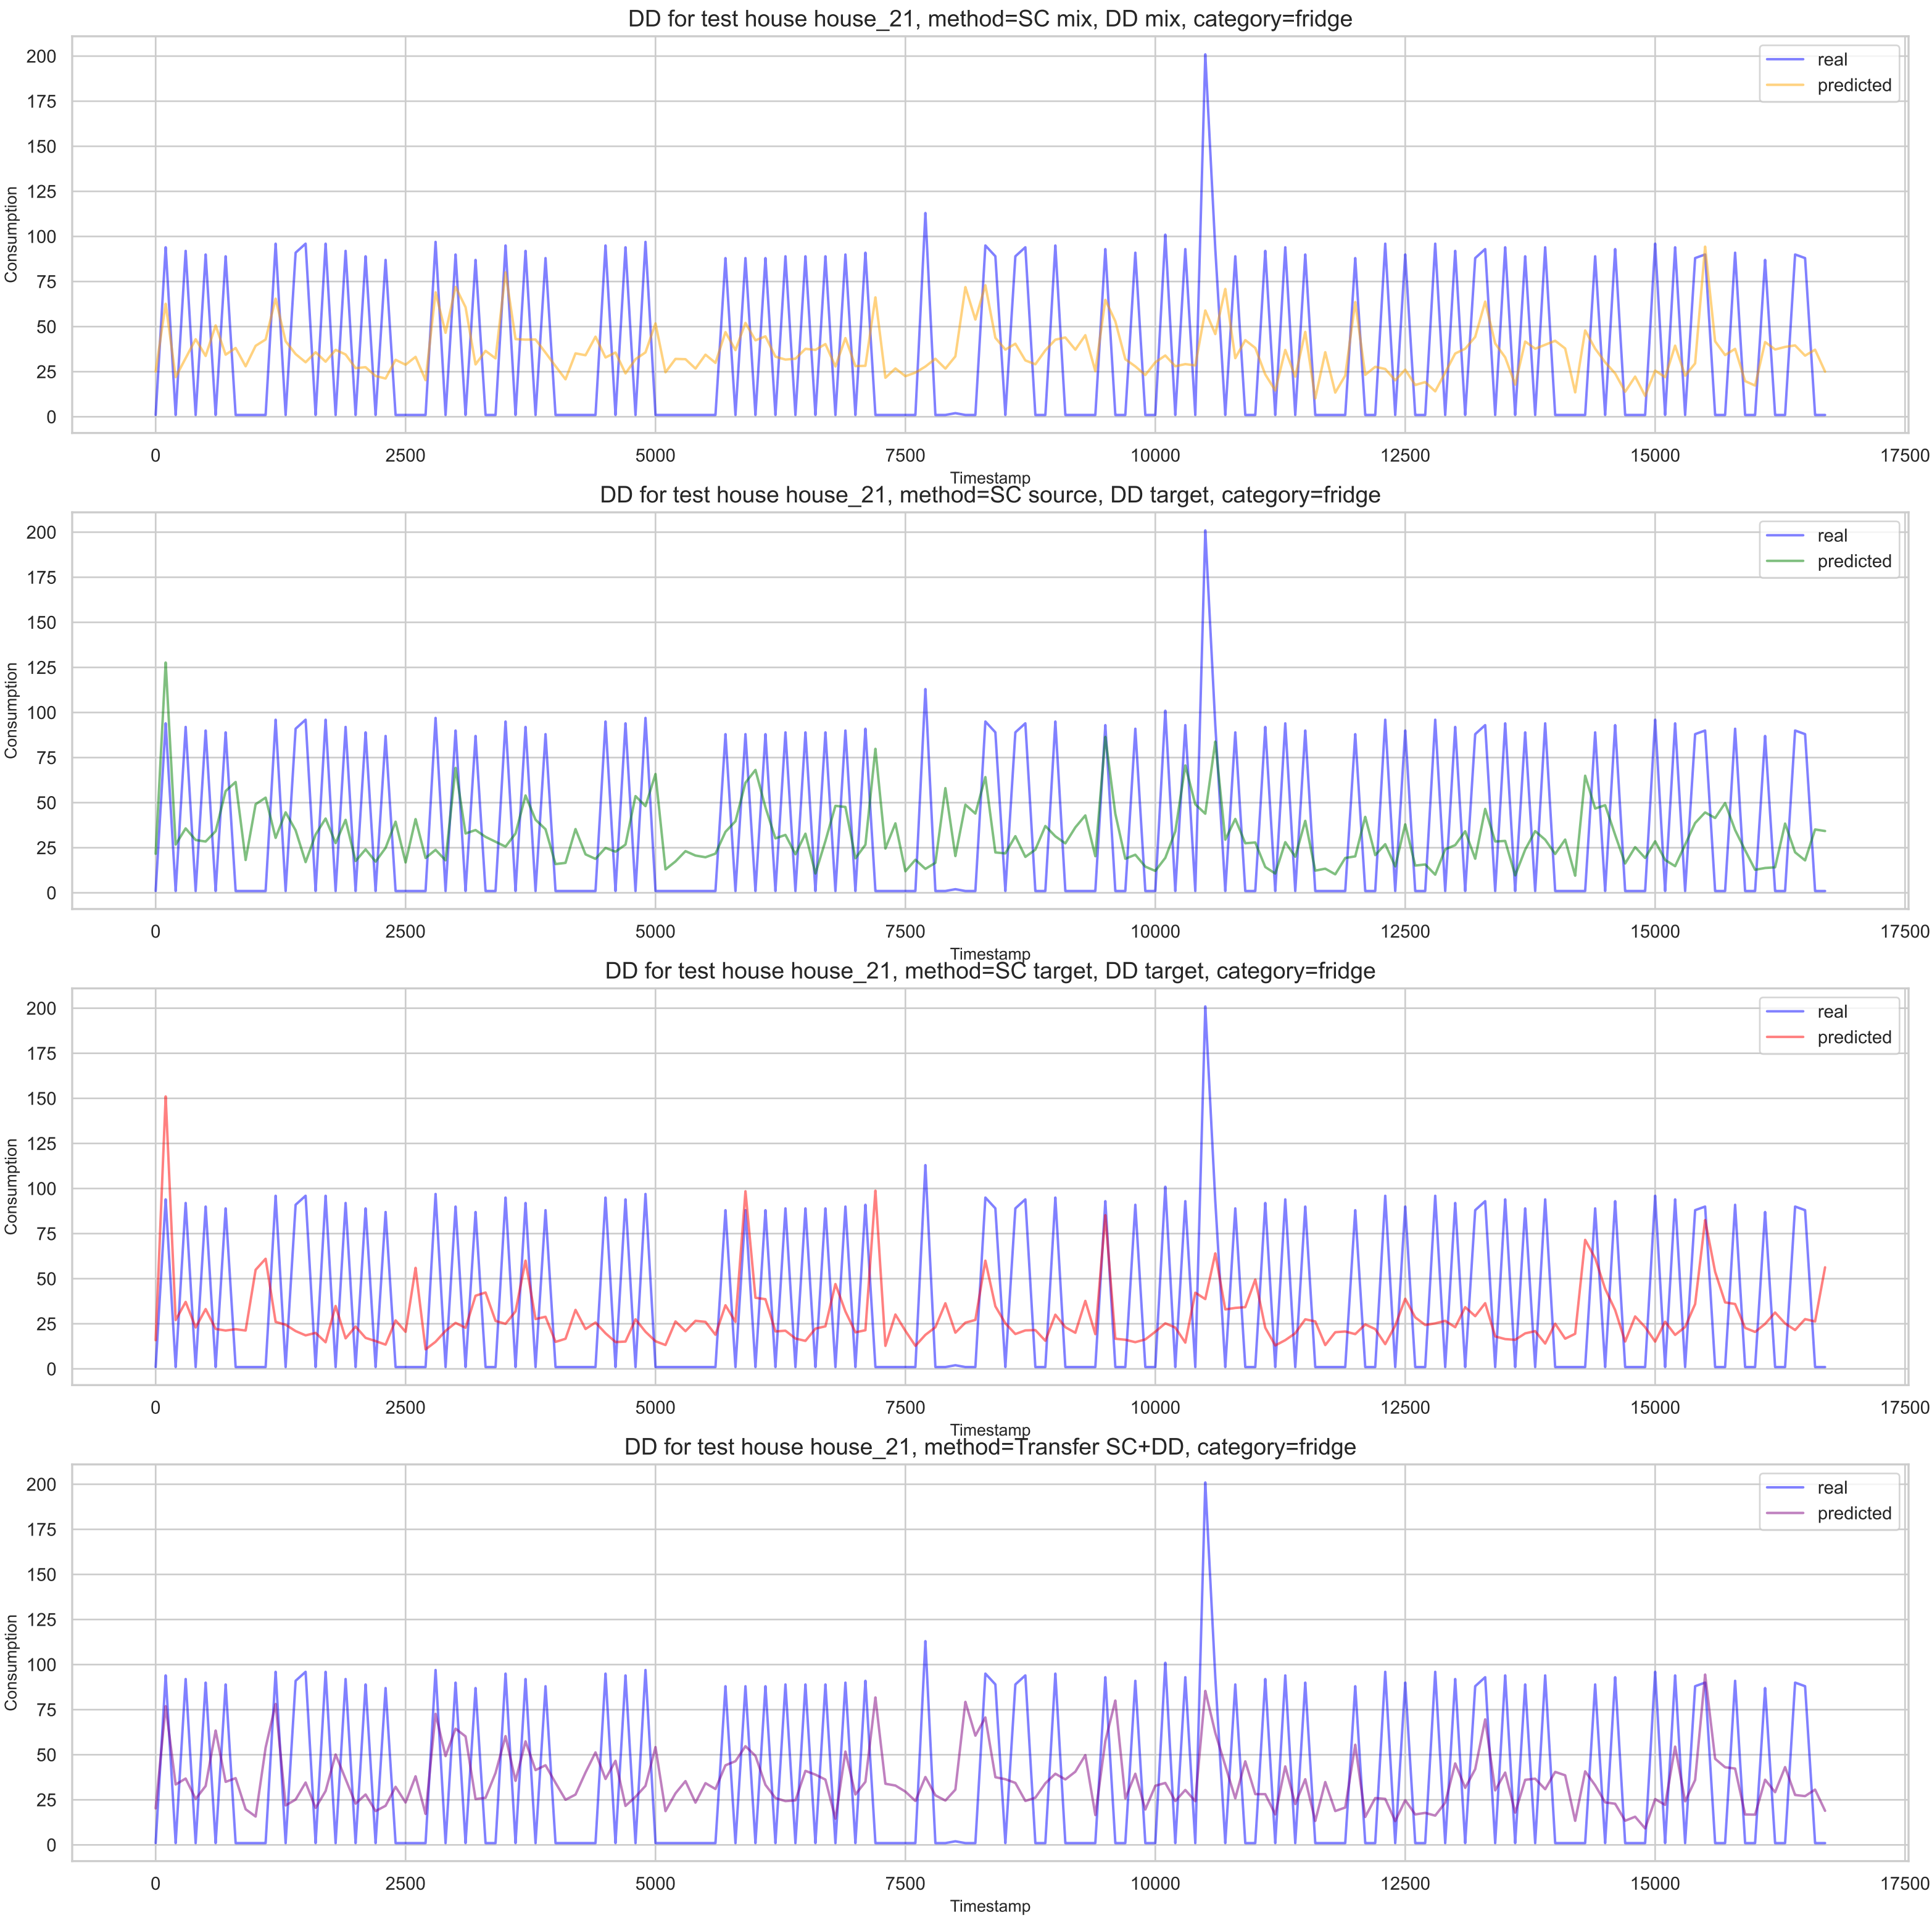 DD for test house house_21, method=SC mix, DD mix, category=fridge
200
175
150
125
100
75
50
25
0
Consumption
real
predicted
0 2500 5000 7500 10000 12500 15000 17500
Timestamp
DD for test house house_21, method=SC source, DD target, category=fridge
200
175
150
125
100
75
50
25
0
Consumption
real
predicted
0 2500 5000 7500 10000 12500 15000 17500
Timestamp
DD for test house house_21, method=SC target, DD target, category=fridge
200
175
150
125
100
75
50
25
0
Consumption
real
predicted
0 2500 5000 7500 10000 12500 15000 17500
Timestamp
DD for test house house_21, method=Transfer SC+DD, category=fridge
200
175
150
125
100
75
50
25
0
Consumption
real
predicted
0 2500 5000 7500 10000 12500 15000 17500
Timestamp